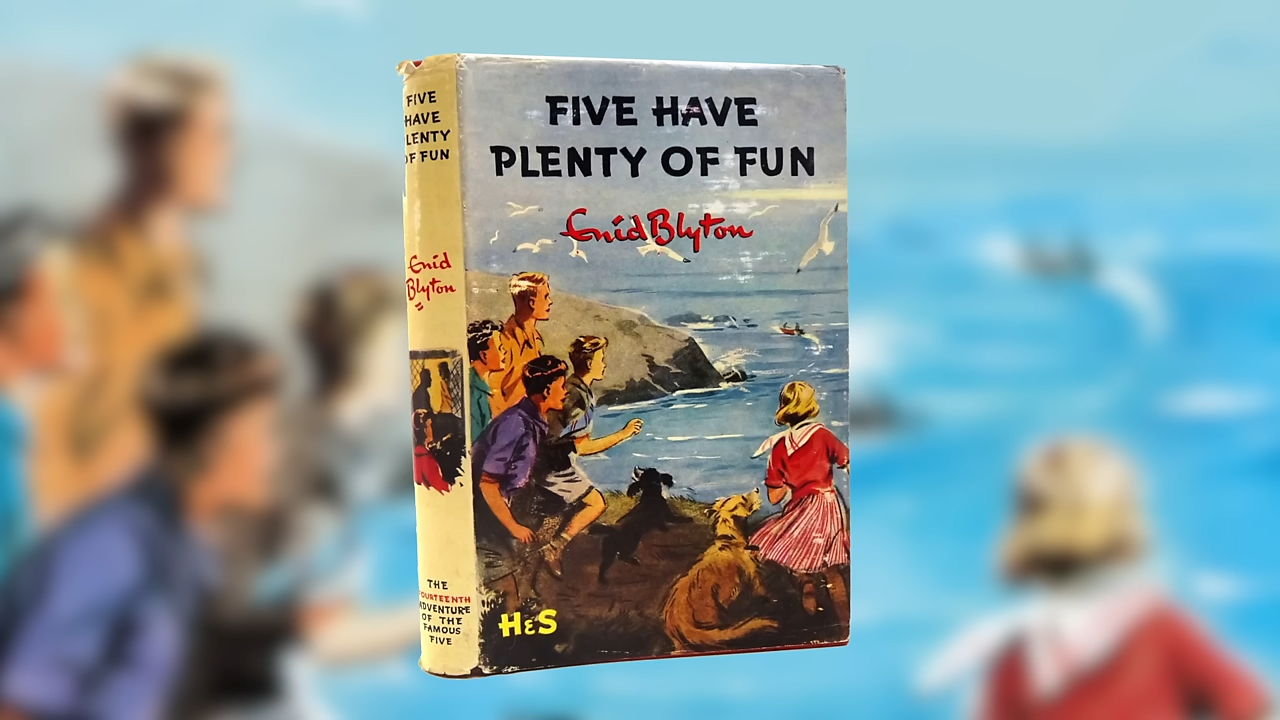 FIVE
HAVE
PLENTY
OF FUN
Enid
Blyton
THE
FOURTEENTH
ADVENTURE
OF THE
FAMOUS
FIVE
FIVE HAVE
PLENTY OF FUN
Enid Blyton
H&S